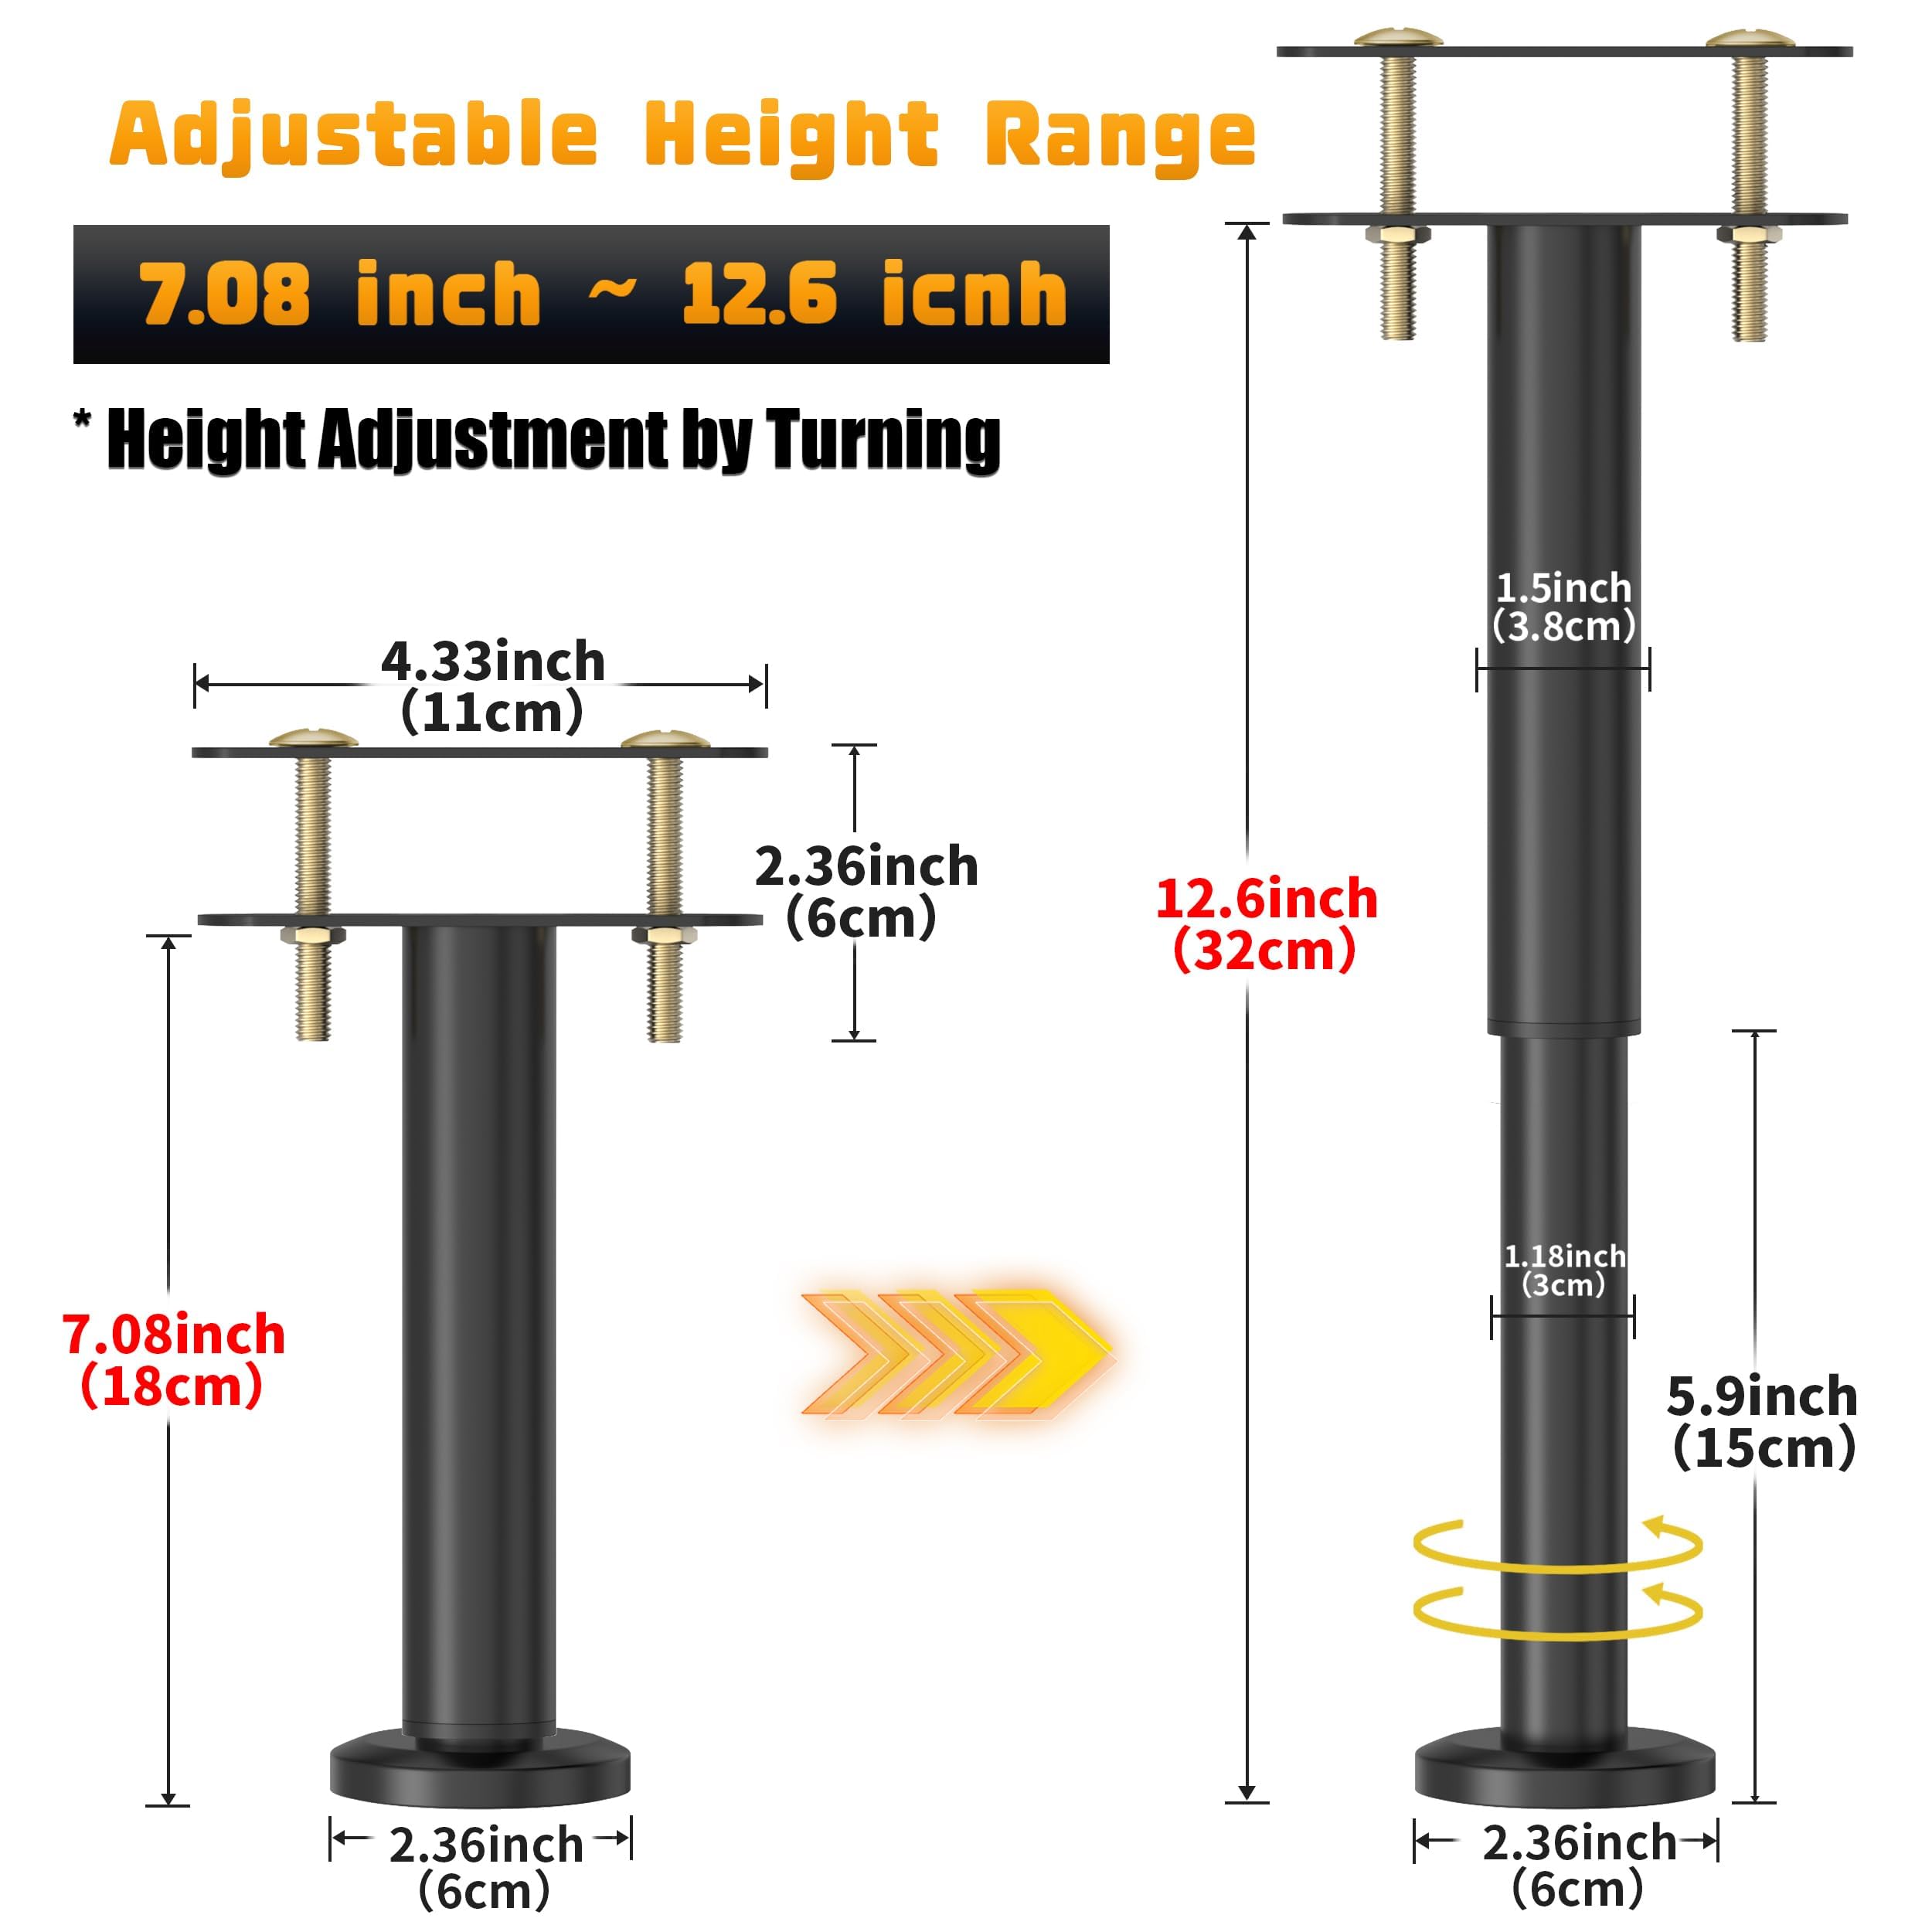 Adjustable Height Range
7.08 inch ~ 12.6 icnh
* Height Adjustment by Turning
4.33inch
(11cm)
2.36inch
(6cm)
7.08inch
(18cm)
2.36inch
(6cm)
1.5inch
(3.8cm)
12.6inch
(32cm)
1.18inch
(3cm)
5.9inch
(15cm)
2.36inch
(6cm)